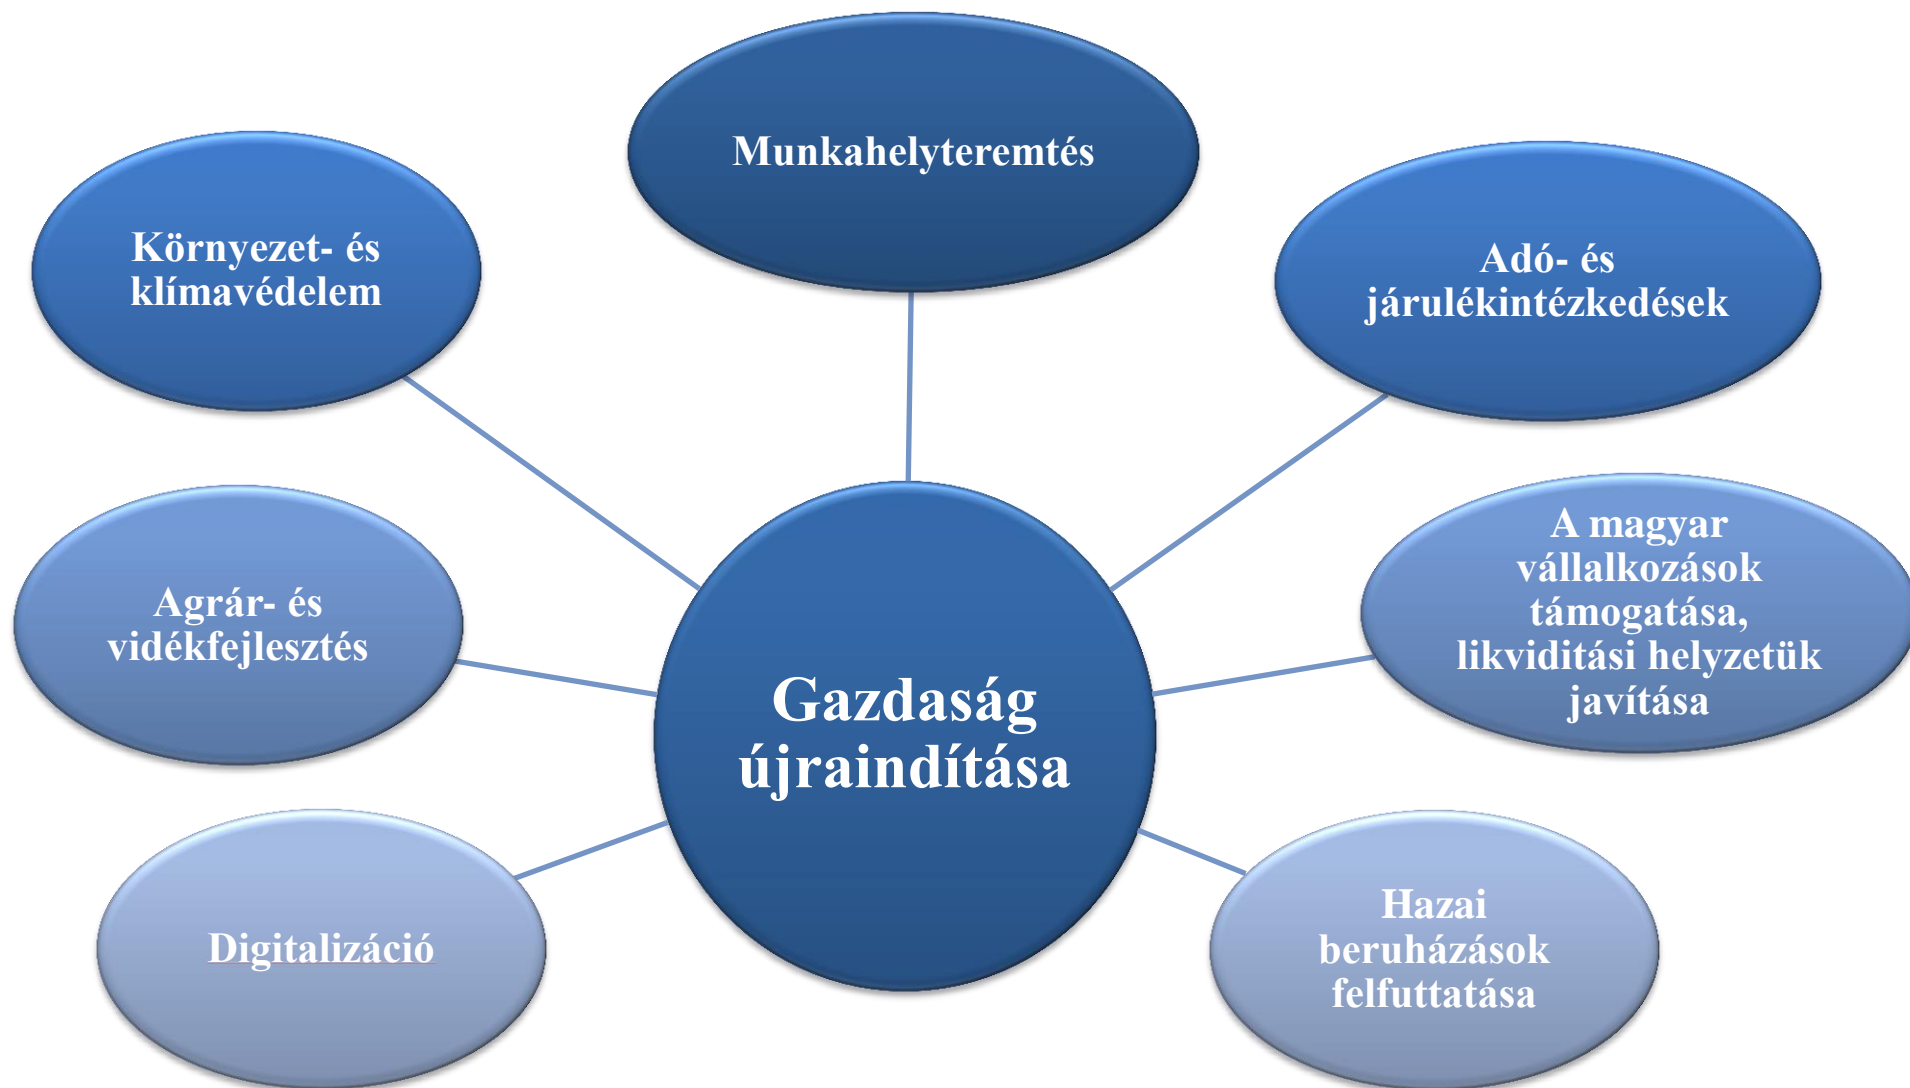 Munkahelyteremtés
Környezet- és
klímavédelem
Adó- és
járulékintézkedések
Agrár- és
vidékfejlesztés
A magyar
vállalkozások
támogatása,
likviditási helyzetük
javítása
Gazdaság
újraindítása
Digitalizáció
Hazai
beruházások
felfuttatása